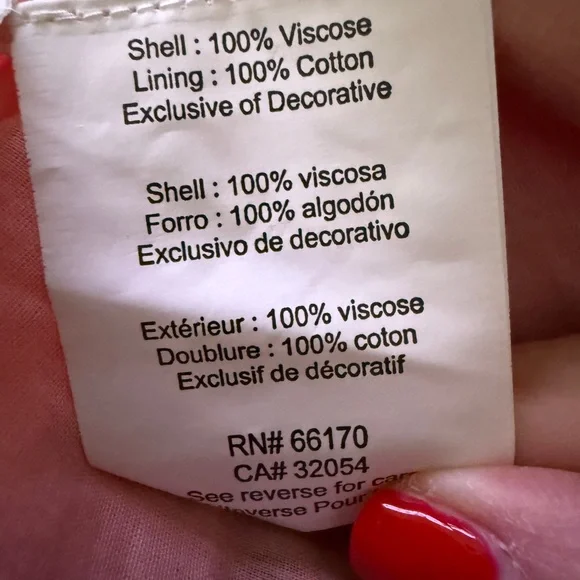 Shell : 100% Viscose
Lining : 100% Cotton
Exclusive of Decorative
Shell : 100% viscosa
Forro : 100% algodón
Exclusivo de decorativo
Extérieur : 100% viscose
Doublure : 100% coton
Exclusif de décoratif
RN# 66170
CA# 32054
See reverse for
Pour